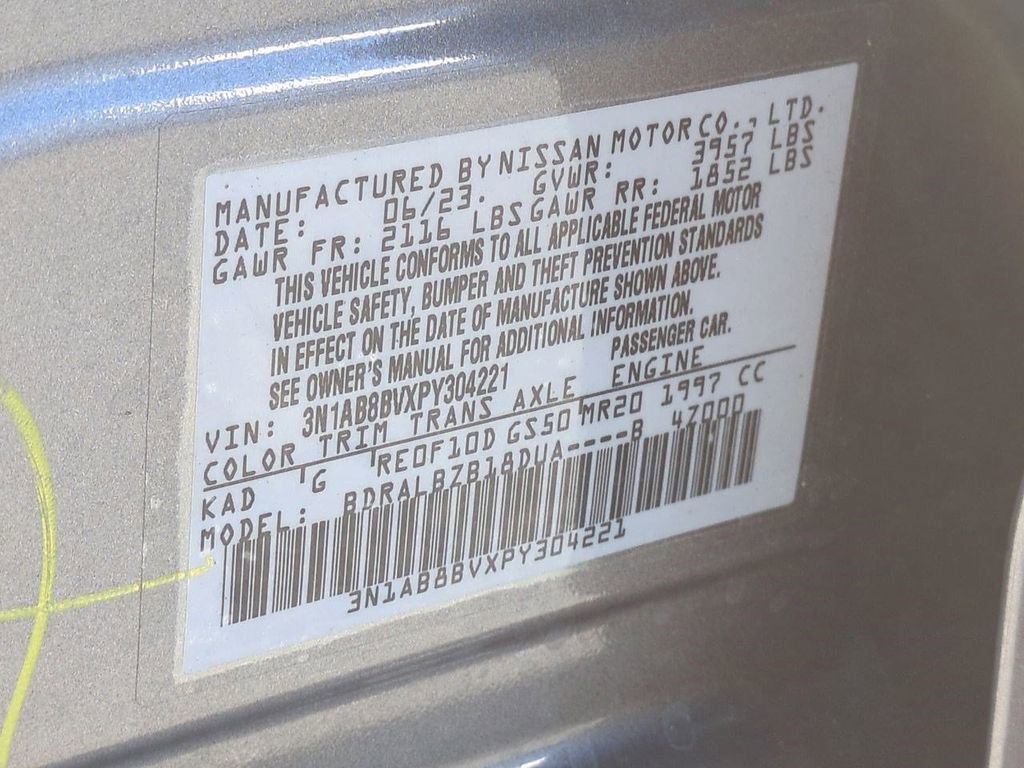 MANUFACTURED BY NISSAN MOTOR CO., LTD.
DATE: 06/23. GVWR: 3957 LBS
GAWR FR: 2116 LBS GAWR RR: 1852 LBS
THIS VEHICLE CONFORMS TO ALL APPLICABLE FEDERAL MOTOR
VEHICLE SAFETY, BUMPER AND THEFT PREVENTION STANDARDS
IN EFFECT ON THE DATE OF MANUFACTURE SHOWN ABOVE.
SEE OWNER'S MANUAL FOR ADDITIONAL INFORMATION.
VIN: 3N1AB8BVXPY304221 PASSENGER CAR.
COLOR TRIM TRANS AXLE ENGINE
KAD G RE0F10D GS50 MR20 1997 CC
MODEL: BDRALBZB18DUA----B 47000
3N1AB8BVXPY304221